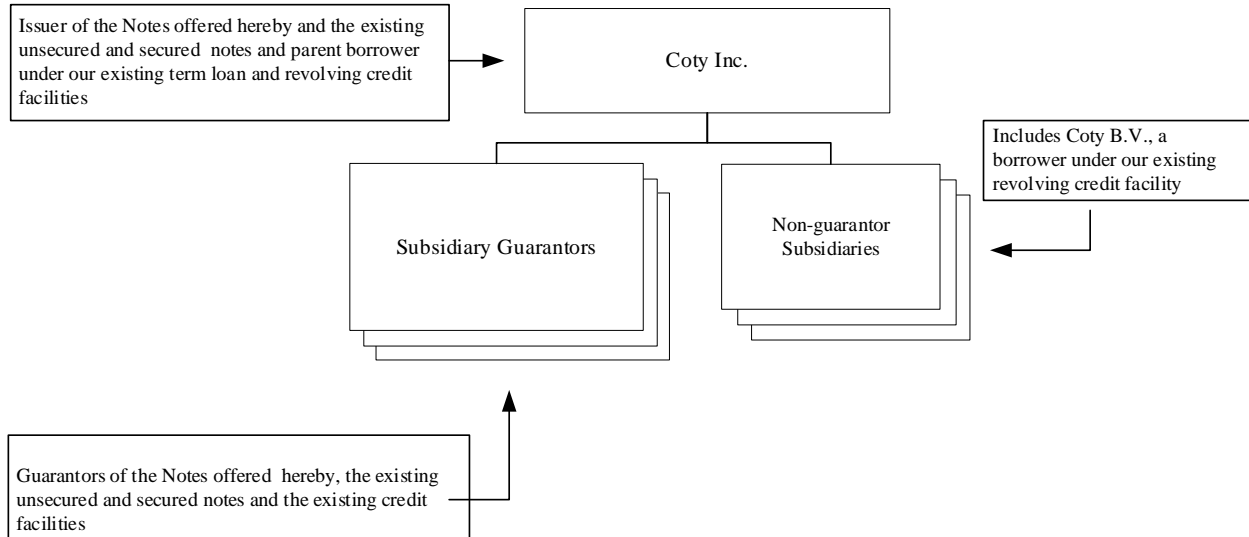 Issuer of the Notes offered hereby and the existing
unsecured and secured notes and parent borrower
under our existing term loan and revolving credit
facilities
Coty Inc.
Includes Coty B.V., a
borrower under our existing
revolving credit facility
Subsidiary Guarantors
Non-guarantor
Subsidiaries
Guarantors of the Notes offered hereby, the existing
unsecured and secured notes and the existing credit
facilities